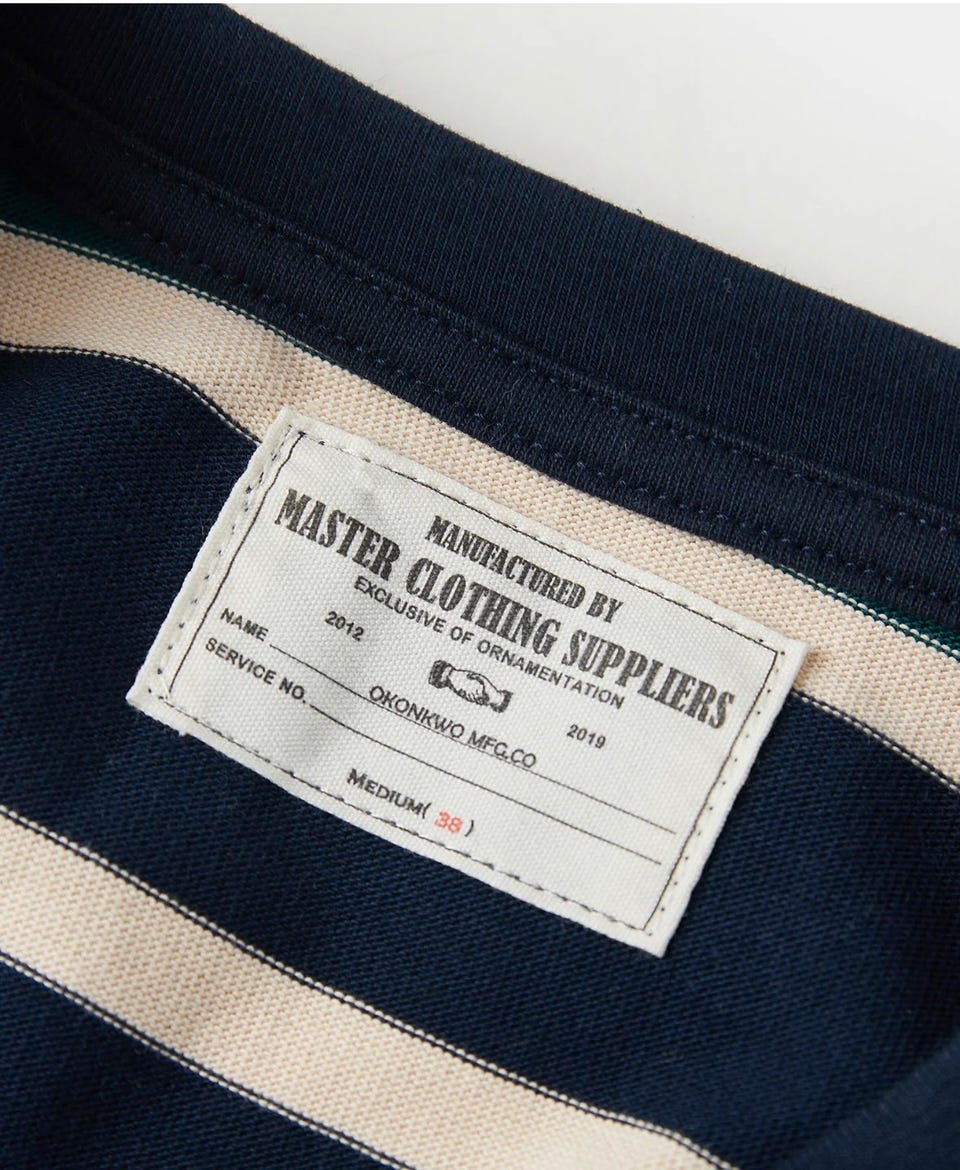 MANUFACTURED BY
MASTER CLOTHING SUPPLIERS
EXCLUSIVE OF ORNAMENTATION
2012 2019
NAME OKONKWO MFG.CO
SERVICE NO.
MEDIUM( 38 )